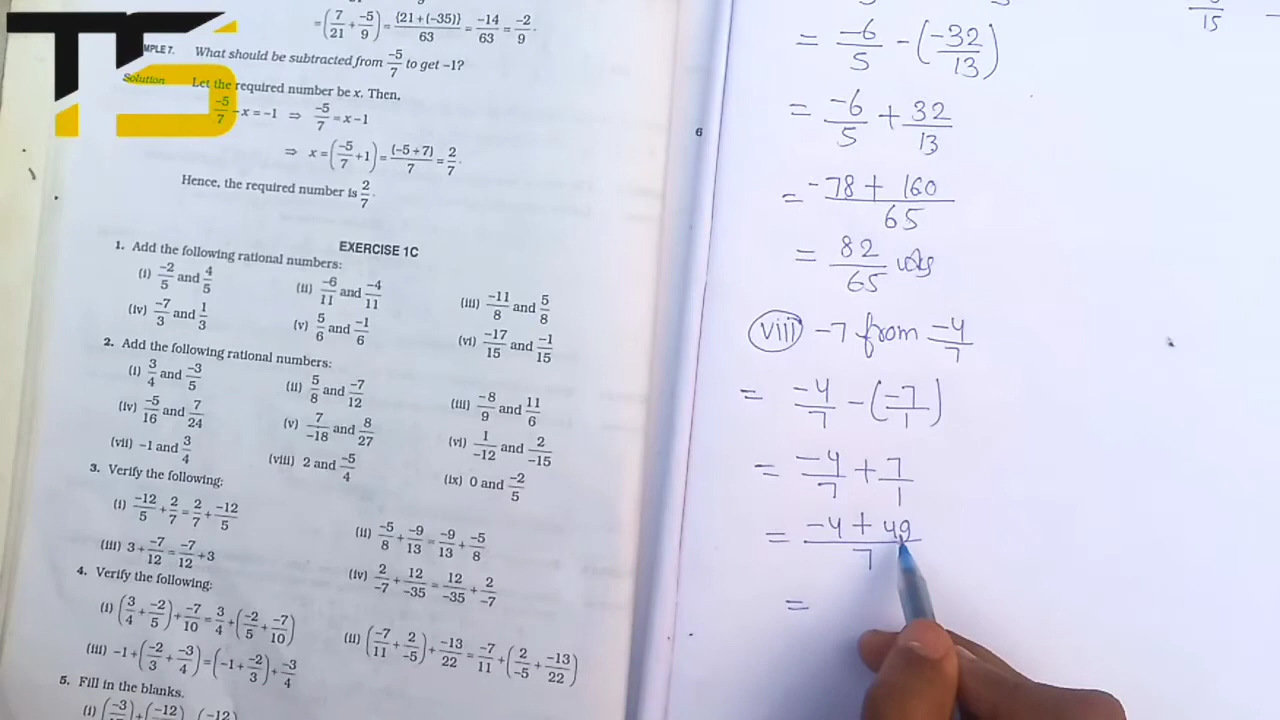 = (7/21 + -5/9) = {21 + (-35)}/63 = -14/63 = -2/9.
TS
MPLE 7. What should be subtracted from -5/7 to get -1?
Solution Let the required number be x. Then,
-5/7 - x = -1 ⇒ -5/7 = x - 1
⇒ x = (-5/7 + 1) = (-5 + 7)/7 = 2/7.
Hence, the required number is 2/7.
EXERCISE 1C
1. Add the following rational numbers:
(i) -2/5 and 4/5 (ii) -6/11 and -4/11 (iii) -11/8 and 5/8
(iv) -7/3 and 1/3 (v) 5/6 and -1/6 (vi) -17/15 and -1/15
2. Add the following rational numbers:
(i) 3/4 and -3/5 (ii) 5/8 and -7/12 (iii) -8/9 and 11/6
(iv) -5/16 and 7/24 (v) 7/-18 and 8/27 (vi) 1/-12 and 2/-15
(vii) -1 and 3/4 (viii) 2 and -5/4 (ix) 0 and -2/5
3. Verify the following:
(i) -12/5 + 2/7 = 2/7 + -12/5 (ii) -5/8 + -9/13 = -9/13 + -5/8
(iii) 3 + -7/12 = -7/12 + 3 (iv) 2/-7 + 12/-35 = 12/-35 + 2/-7
4. Verify the following:
(i) (3/4 + -2/5) + -7/10 = 3/4 + (-2/5 + -7/10) (ii) (-7/11 + 2/-5) + -13/22 = -7/11 + (2/-5 + -13/22)
(iii) -1 + (-2/3 + -3/4) = (-1 + -2/3) + -3/4
5. Fill in the blanks.
6
15
= -6/5 - (-32/13)
= -6/5 + 32/13
= -78 + 160/65
= 82/65
viii -7 from -4/7
= -4/7 - (-7/1)
= -4/7 + 7/1
= -4 + 49/7
=